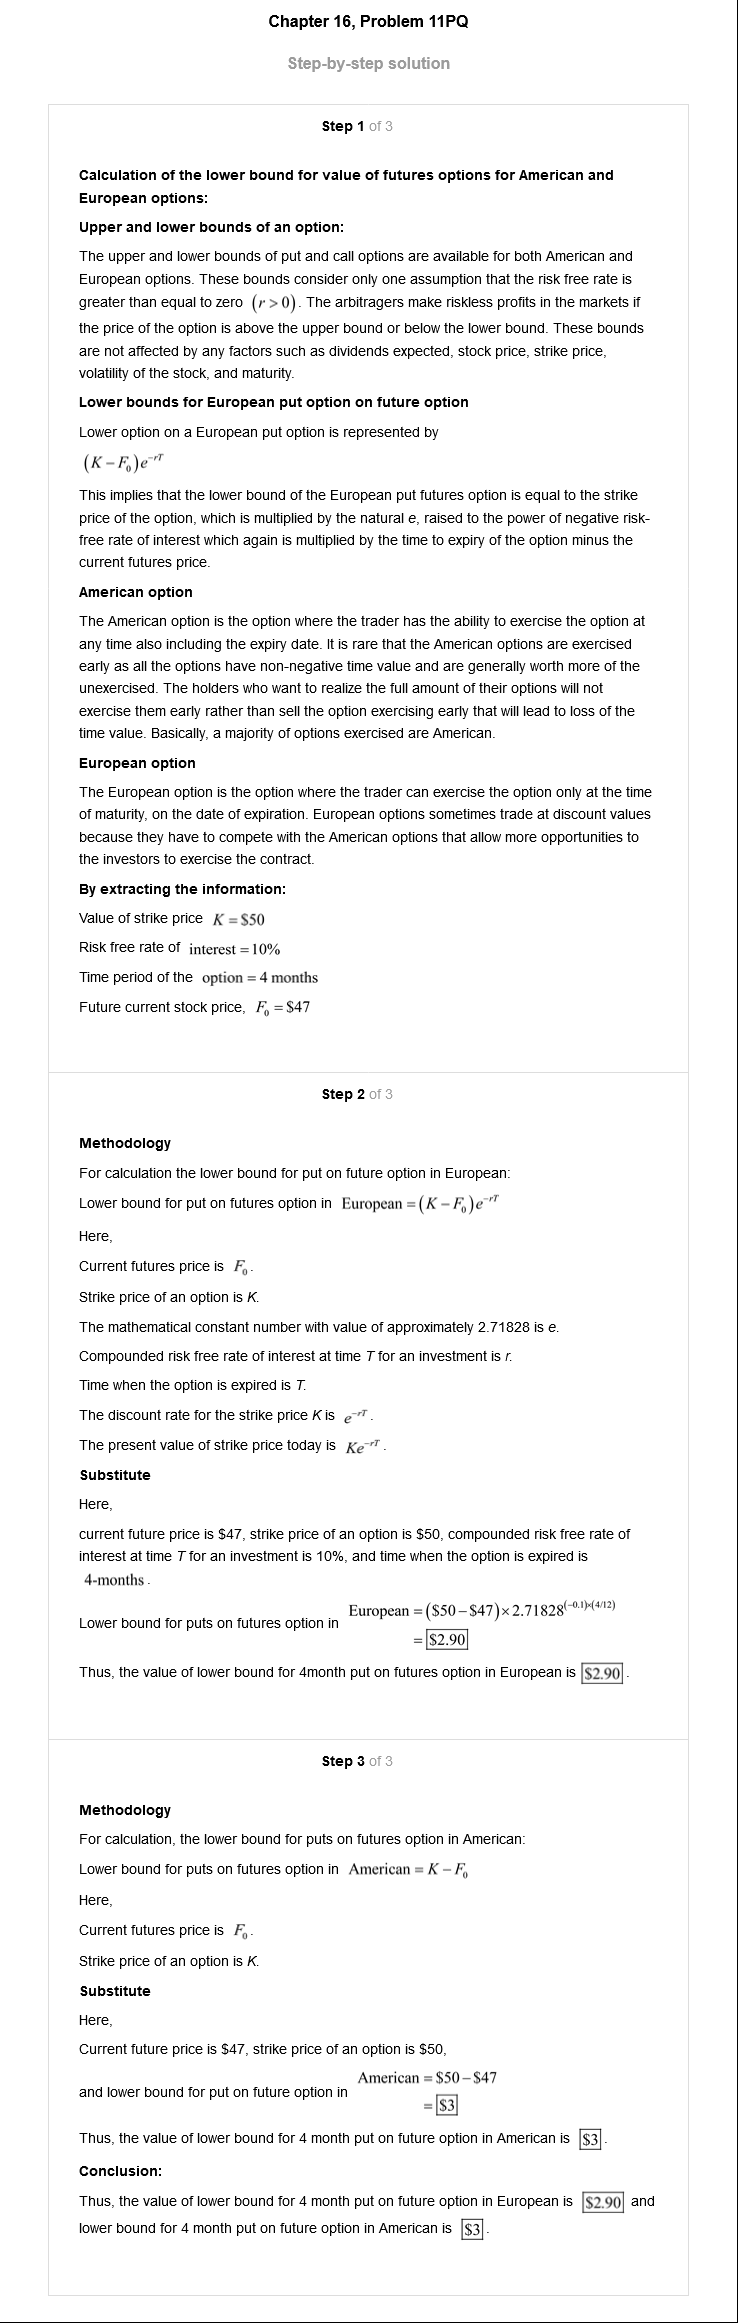 Chapter 16, Problem 11PQ
Step-by-step solution
Step 1 of 3
Calculation of the lower bound for value of futures options for American and
European options:
Upper and lower bounds of an option:
The upper and lower bounds of put and call options are available for both American and
European options. These bounds consider only one assumption that the risk free rate is
greater than equal to zero (r > 0). The arbitragers make riskless profits in the markets if
the price of the option is above the upper bound or below the lower bound. These bounds
are not affected by any factors such as dividends expected, stock price, strike price,
volatility of the stock, and maturity.
Lower bounds for European put option on future option
Lower option on a European put option is represented by
(K − F₀)e^(−rT)
This implies that the lower bound of the European put futures option is equal to the strike
price of the option, which is multiplied by the natural e, raised to the power of negative risk-
free rate of interest which again is multiplied by the time to expiry of the option minus the
current futures price.
American option
The American option is the option where the trader has the ability to exercise the option at
any time also including the expiry date. It is rare that the American options are exercised
early as all the options have non-negative time value and are generally worth more of the
unexercised. The holders who want to realize the full amount of their options will not
exercise them early rather than sell the option exercising early that will lead to loss of the
time value. Basically, a majority of options exercised are American.
European option
The European option is the option where the trader can exercise the option only at the time
of maturity, on the date of expiration. European options sometimes trade at discount values
because they have to compete with the American options that allow more opportunities to
the investors to exercise the contract.
By extracting the information:
Value of strike price K = $50
Risk free rate of interest = 10%
Time period of the option = 4 months
Future current stock price, F₀ = $47
Step 2 of 3
Methodology
For calculation the lower bound for put on future option in European:
Lower bound for put on futures option in European = (K − F₀)e^(−rT)
Here,
Current futures price is F₀.
Strike price of an option is K.
The mathematical constant number with value of approximately 2.71828 is e.
Compounded risk free rate of interest at time T for an investment is r.
Time when the option is expired is T.
The discount rate for the strike price K is e^(−rT).
The present value of strike price today is Ke^(−rT).
Substitute
Here,
current future price is $47, strike price of an option is $50, compounded risk free rate of
interest at time T for an investment is 10%, and time when the option is expired is
4-months.
Lower bound for puts on futures option in European = ($50 − $47) × 2.71828^((−0.1)×(4/12))
= $2.90
Thus, the value of lower bound for 4month put on futures option in European is $2.90.
Step 3 of 3
Methodology
For calculation, the lower bound for puts on futures option in American:
Lower bound for puts on futures option in American = K − F₀
Here,
Current futures price is F₀.
Strike price of an option is K.
Substitute
Here,
Current future price is $47, strike price of an option is $50,
and lower bound for put on future option in American = $50 − $47
= $3
Thus, the value of lower bound for 4 month put on future option in American is $3.
Conclusion:
Thus, the value of lower bound for 4 month put on future option in European is $2.90 and
lower bound for 4 month put on future option in American is $3.